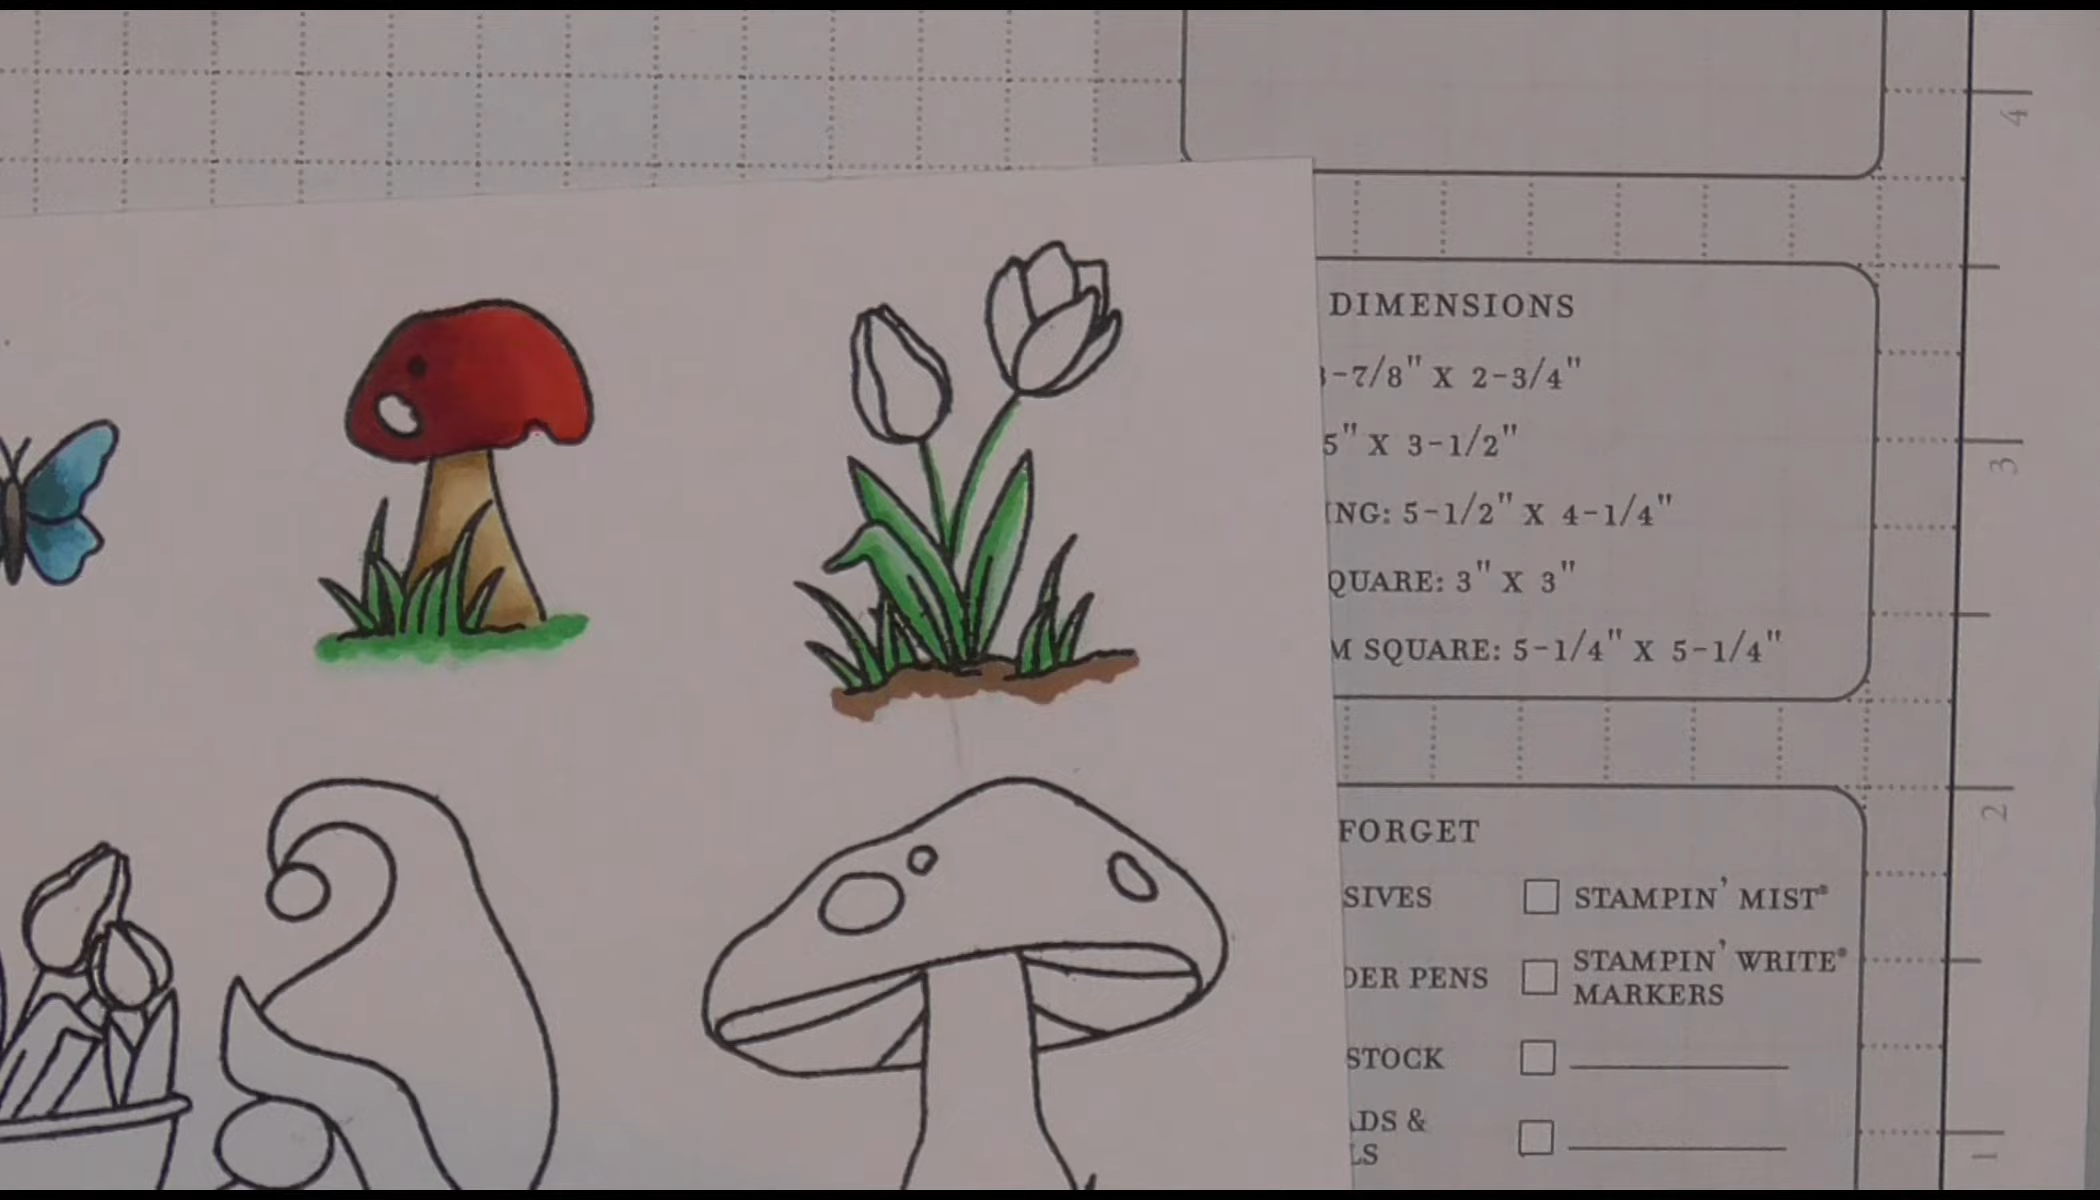 4
DIMENSIONS
-7/8" X 2-3/4"
5" X 3-1/2"
3
NG: 5-1/2" X 4-1/4"
QUARE: 3" X 3"
M SQUARE: 5-1/4" X 5-1/4"
2
FORGET
SIVES
STAMPIN' MIST®
DER PENS
STAMPIN' WRITE®
MARKERS
STOCK
ADS &
LS
1